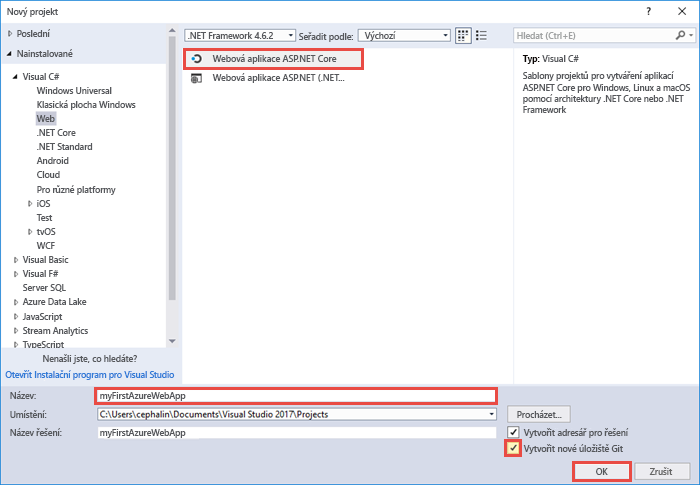 Nový projekt
Poslední
.NET Framework 4.6.2
Seřadit podle:
Výchozí
Hledat (Ctrl+E)
Nainstalované
Visual C#
Windows Universal
Klasická plocha Windows
Web
.NET Core
.NET Standard
Android
Cloud
Pro různé platformy
iOS
Test
tvOS
WCF
Visual Basic
Visual F#
Server SQL
Azure Data Lake
JavaScript
Stream Analytics
TypeScript
Nenašli jste, co hledáte?
Otevřít Instalační program pro Visual Studio
Webová aplikace ASP.NET Core
Webová aplikace ASP.NET (.NET...
Typ: Visual C#
Šablony projektů pro vytváření aplikací
ASP.NET Core pro Windows, Linux a macOS
pomocí architektury .NET Core nebo .NET
Framework
Název:
myFirstAzureWebApp
Umístění:
C:\Users\cephalin\Documents\Visual Studio 2017\Projects
Procházet...
Název řešení:
myFirstAzureWebApp
Vytvořit adresář pro řešení
Vytvořit nové úložiště Git
OK
Zrušit